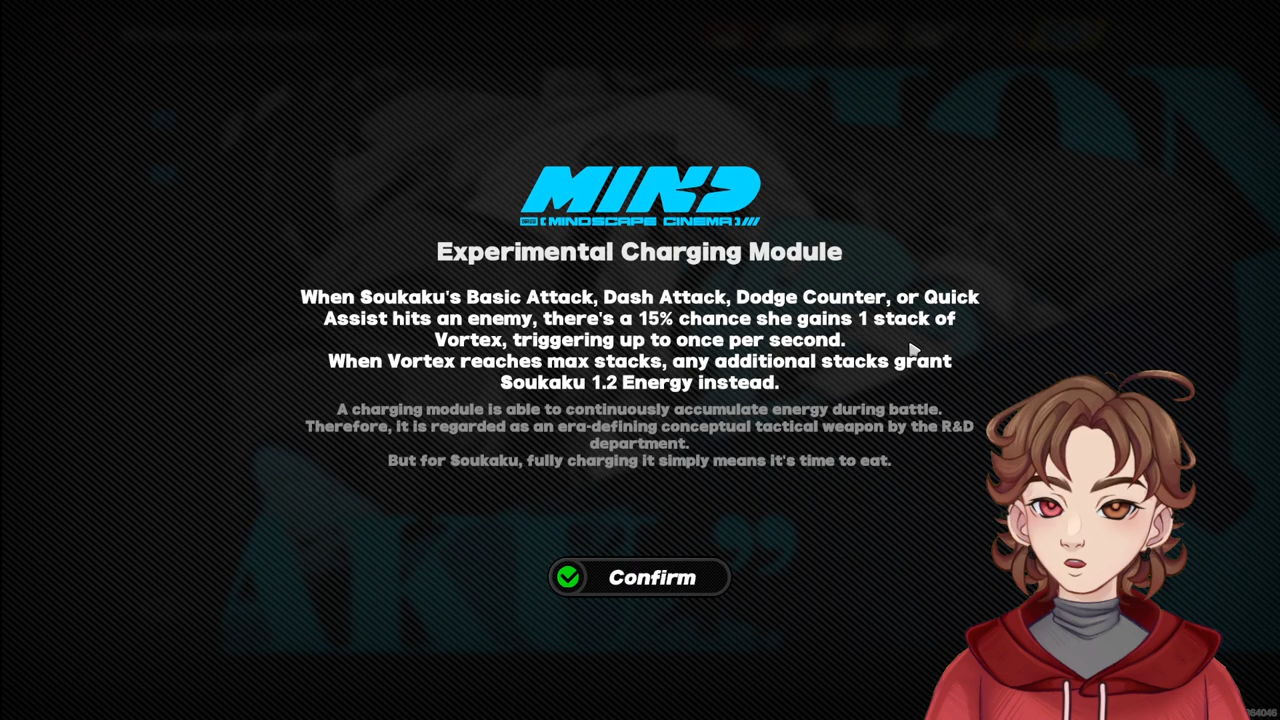 MIND
[MINDSCAPE CINEMA]///
Experimental Charging Module
When Soukaku's Basic Attack, Dash Attack, Dodge Counter, or Quick
Assist hits an enemy, there's a 15% chance she gains 1 stack of
Vortex, triggering up to once per second.
When Vortex reaches max stacks, any additional stacks grant
Soukaku 1.2 Energy instead.
A charging module is able to continuously accumulate energy during battle.
Therefore, it is regarded as an era-defining conceptual tactical weapon by the R&D
department.
But for Soukaku, fully charging it simply means it's time to eat.
Confirm